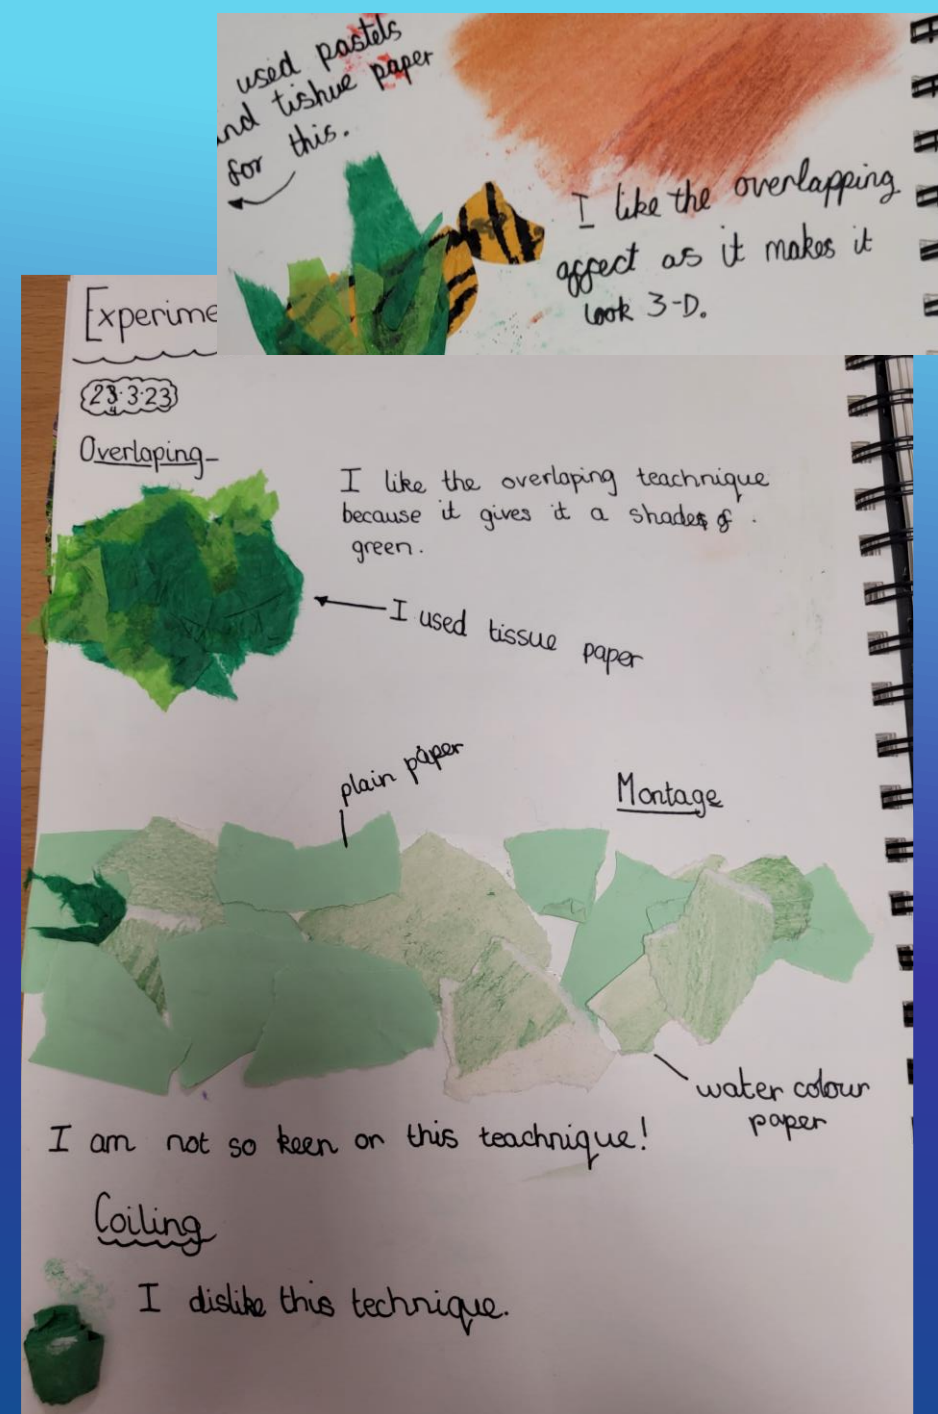 used pastels
and tishue paper
for this.
I like the overlapping
affect as it makes it
look 3-D.
Experime
23.3.23
Overlaping
I like the overlaping teachnique
because it gives it a shades of
green.
I used tissue paper
plain paper
Montage
water colour
paper
I am not so keen on this teachnique!
Coiling
I dislike this technique.